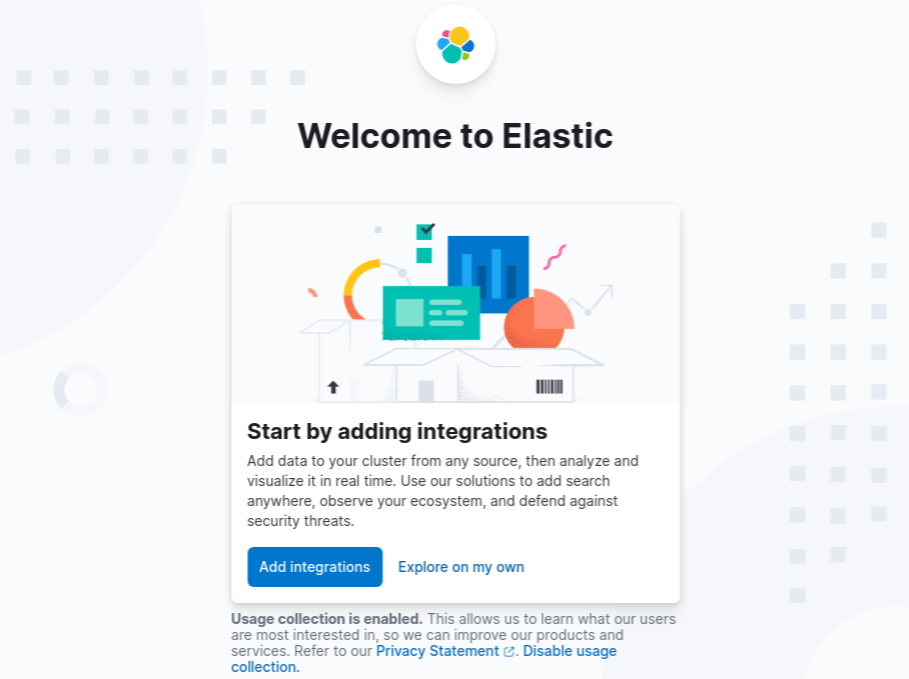 Welcome to Elastic
Start by adding integrations
Add data to your cluster from any source, then analyze and
visualize it in real time. Use our solutions to add search
anywhere, observe your ecosystem, and defend against
security threats.
Add integrations
Explore on my own
Usage collection is enabled. This allows us to learn what our users
are most interested in, so we can improve our products and
services. Refer to our Privacy Statement. Disable usage
collection.